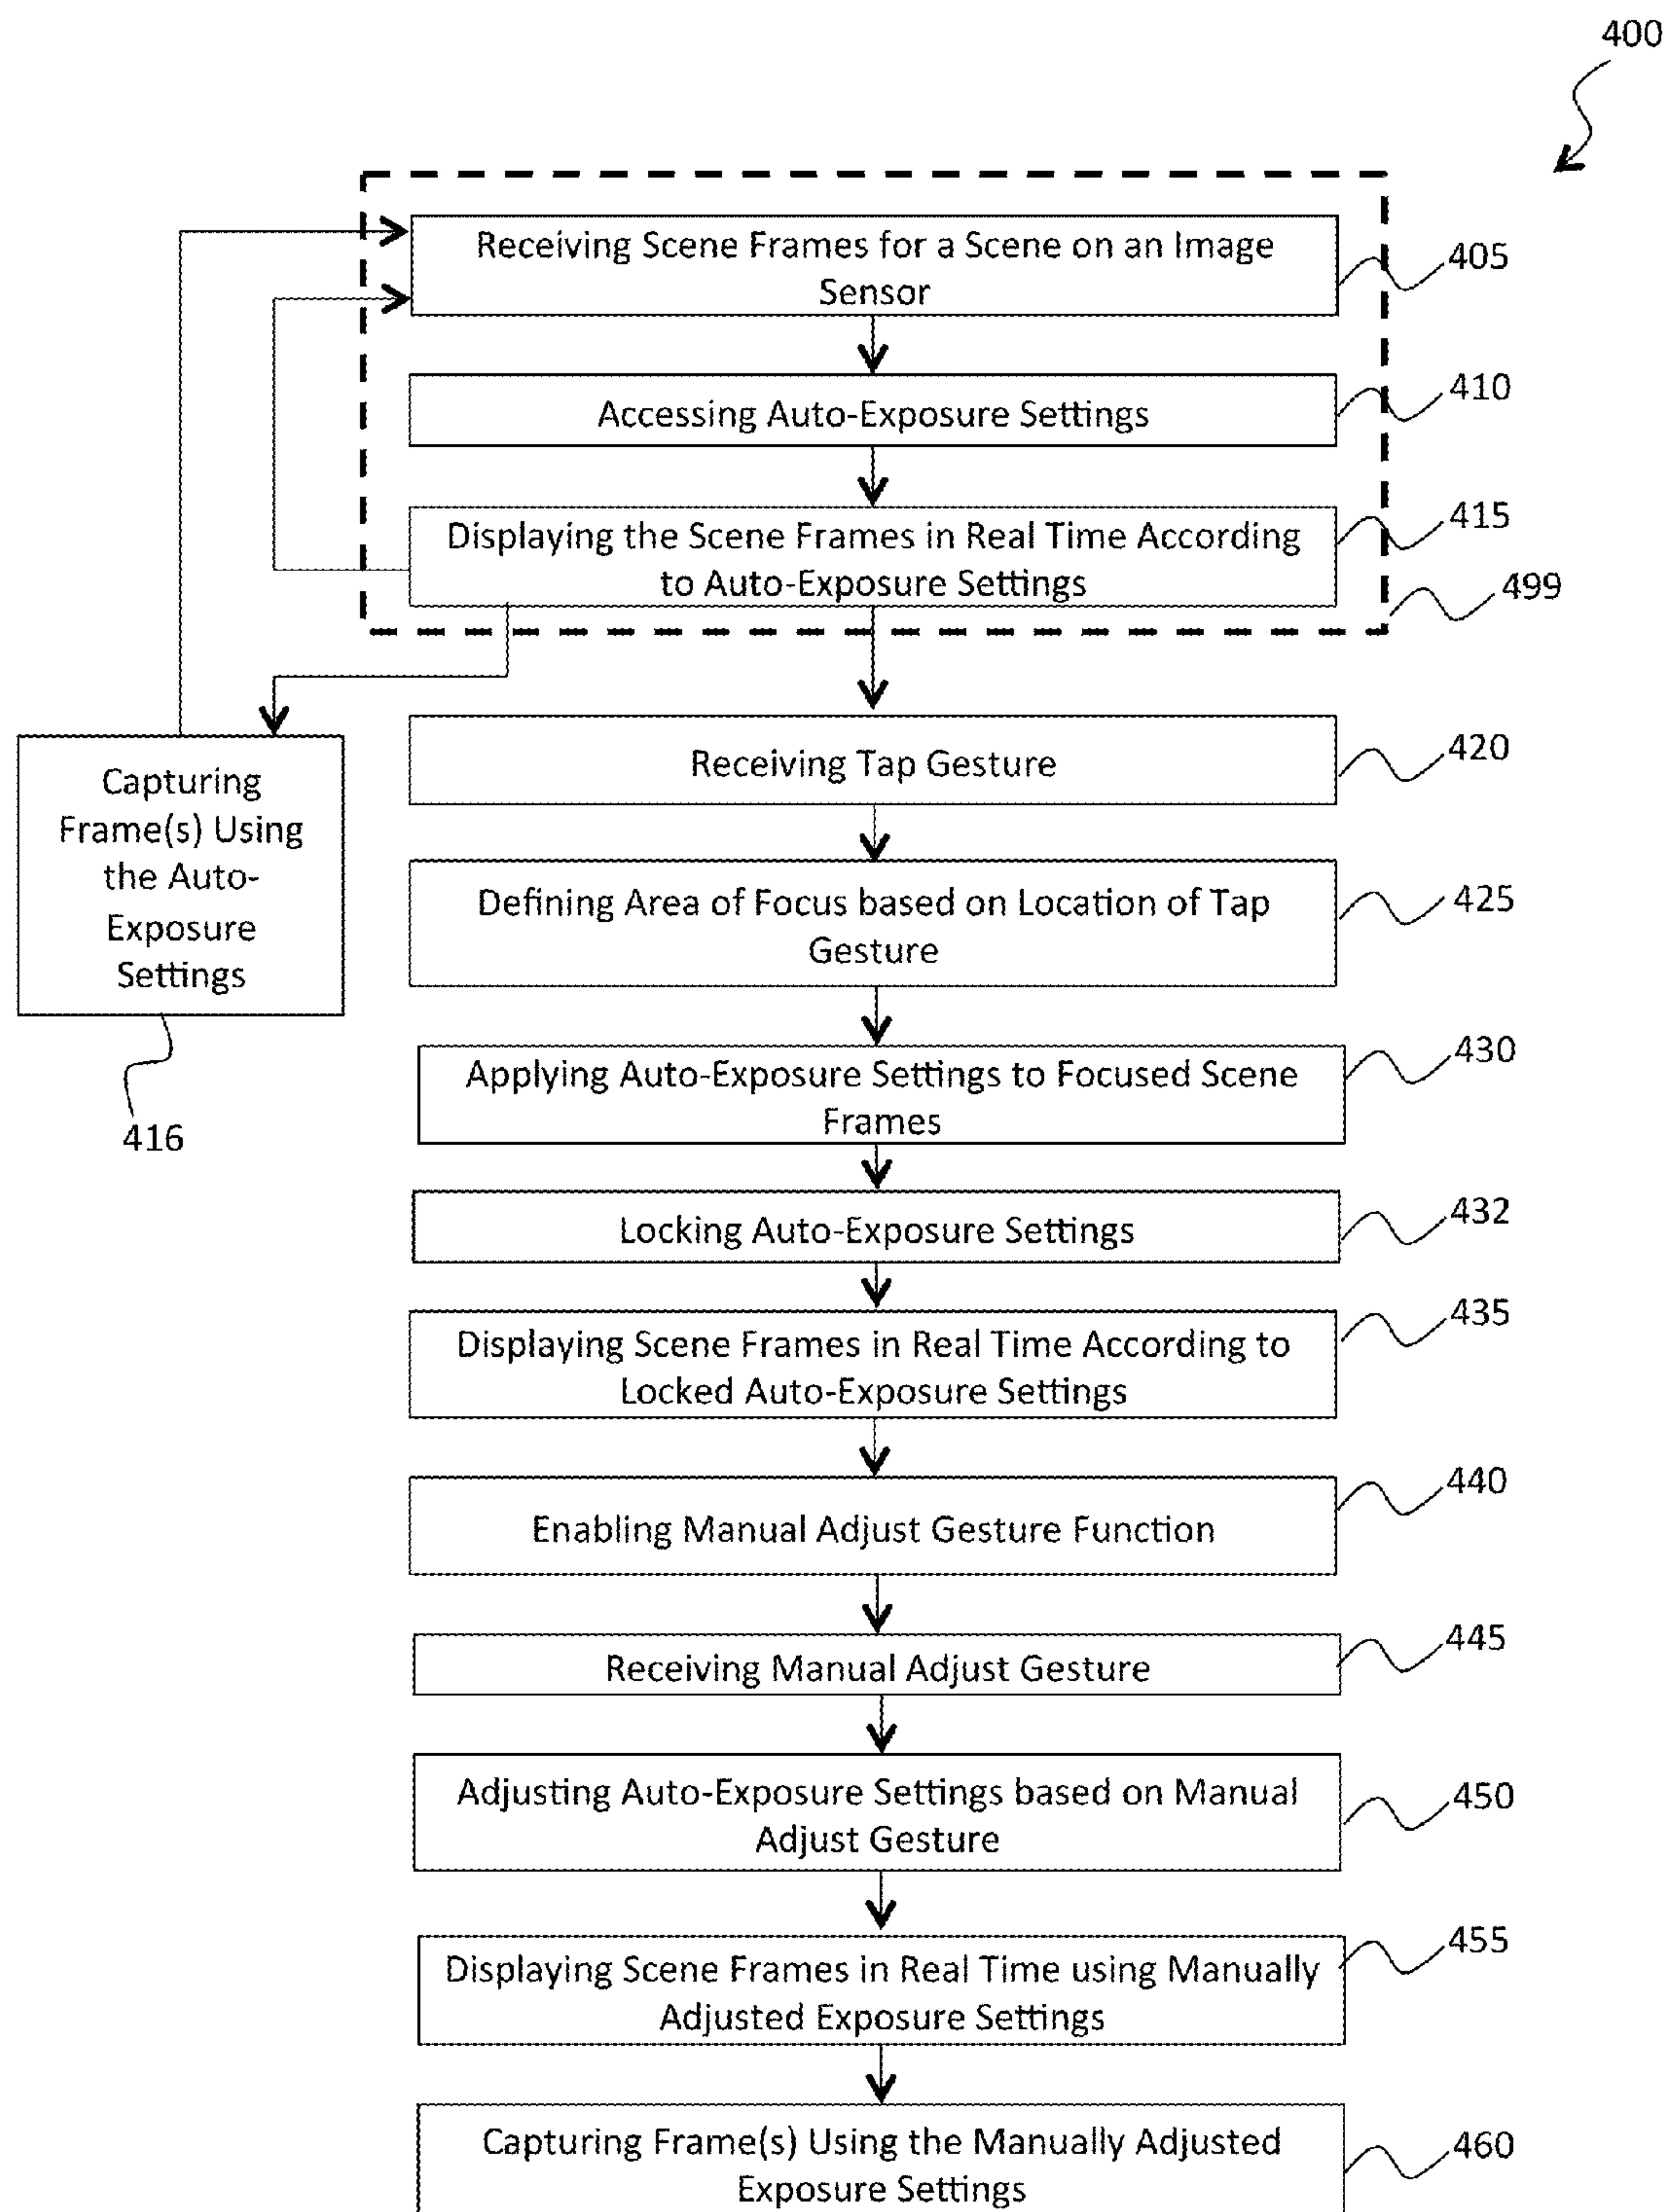 400
Receiving Scene Frames for a Scene on an Image
Sensor
405
Accessing Auto-Exposure Settings
410
Displaying the Scene Frames in Real Time According
to Auto-Exposure Settings
415
499
Capturing
Frame(s) Using
the Auto-
Exposure
Settings
416
Receiving Tap Gesture
420
Defining Area of Focus based on Location of Tap
Gesture
425
Applying Auto-Exposure Settings to Focused Scene
Frames
430
Locking Auto-Exposure Settings
432
Displaying Scene Frames in Real Time According to
Locked Auto-Exposure Settings
435
Enabling Manual Adjust Gesture Function
440
Receiving Manual Adjust Gesture
445
Adjusting Auto-Exposure Settings based on Manual
Adjust Gesture
450
Displaying Scene Frames in Real Time using Manually
Adjusted Exposure Settings
455
Capturing Frame(s) Using the Manually Adjusted
Exposure Settings
460